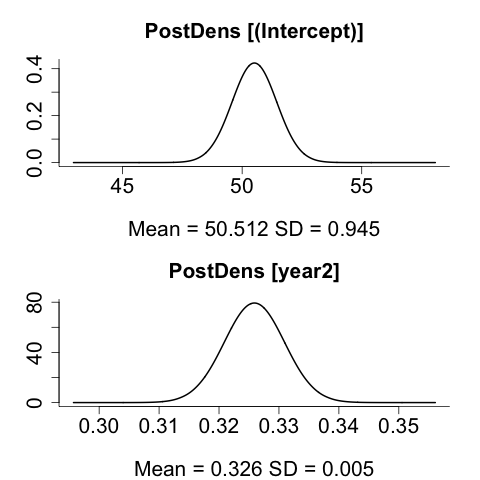 PostDens [(Intercept)]
0.0 0.2 0.4
45 50 55
Mean = 50.512 SD = 0.945
PostDens [year2]
0 40 80
0.30 0.31 0.32 0.33 0.34 0.35
Mean = 0.326 SD = 0.005